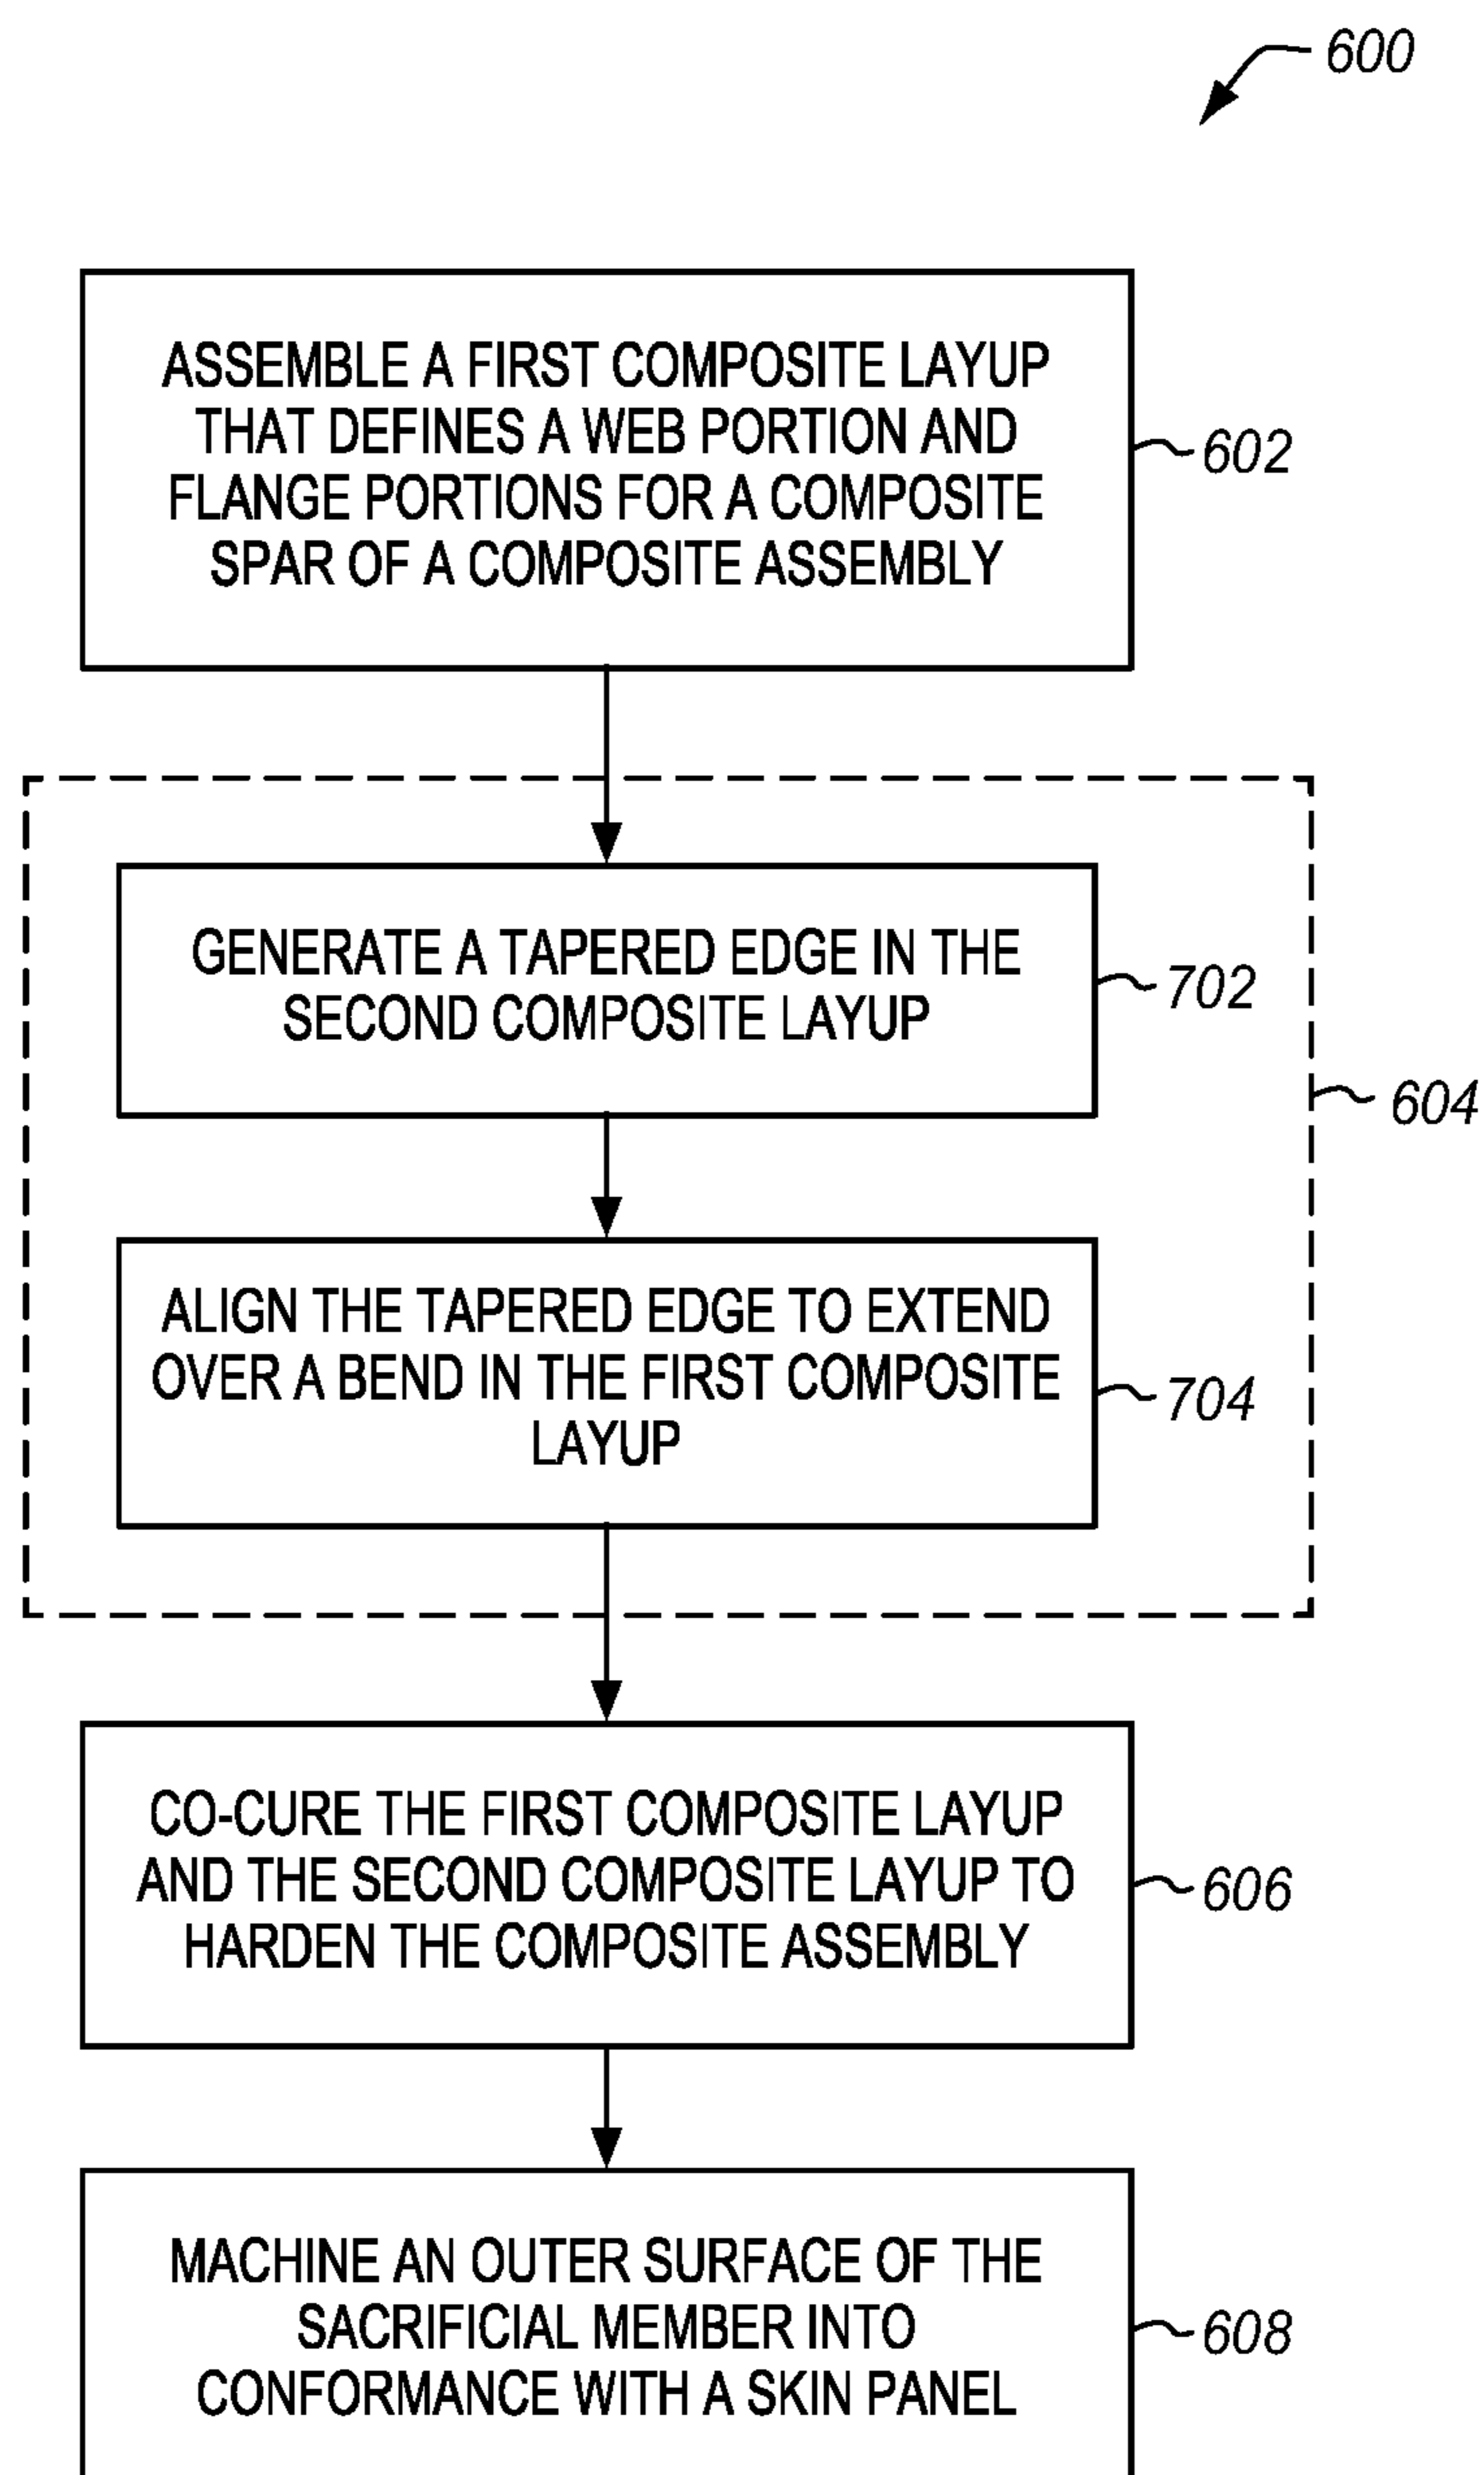 600
ASSEMBLE A FIRST COMPOSITE LAYUP
THAT DEFINES A WEB PORTION AND
FLANGE PORTIONS FOR A COMPOSITE
SPAR OF A COMPOSITE ASSEMBLY
602
GENERATE A TAPERED EDGE IN THE
SECOND COMPOSITE LAYUP
702
604
ALIGN THE TAPERED EDGE TO EXTEND
OVER A BEND IN THE FIRST COMPOSITE
LAYUP
704
CO-CURE THE FIRST COMPOSITE LAYUP
AND THE SECOND COMPOSITE LAYUP TO
HARDEN THE COMPOSITE ASSEMBLY
606
MACHINE AN OUTER SURFACE OF THE
SACRIFICIAL MEMBER INTO
CONFORMANCE WITH A SKIN PANEL
608